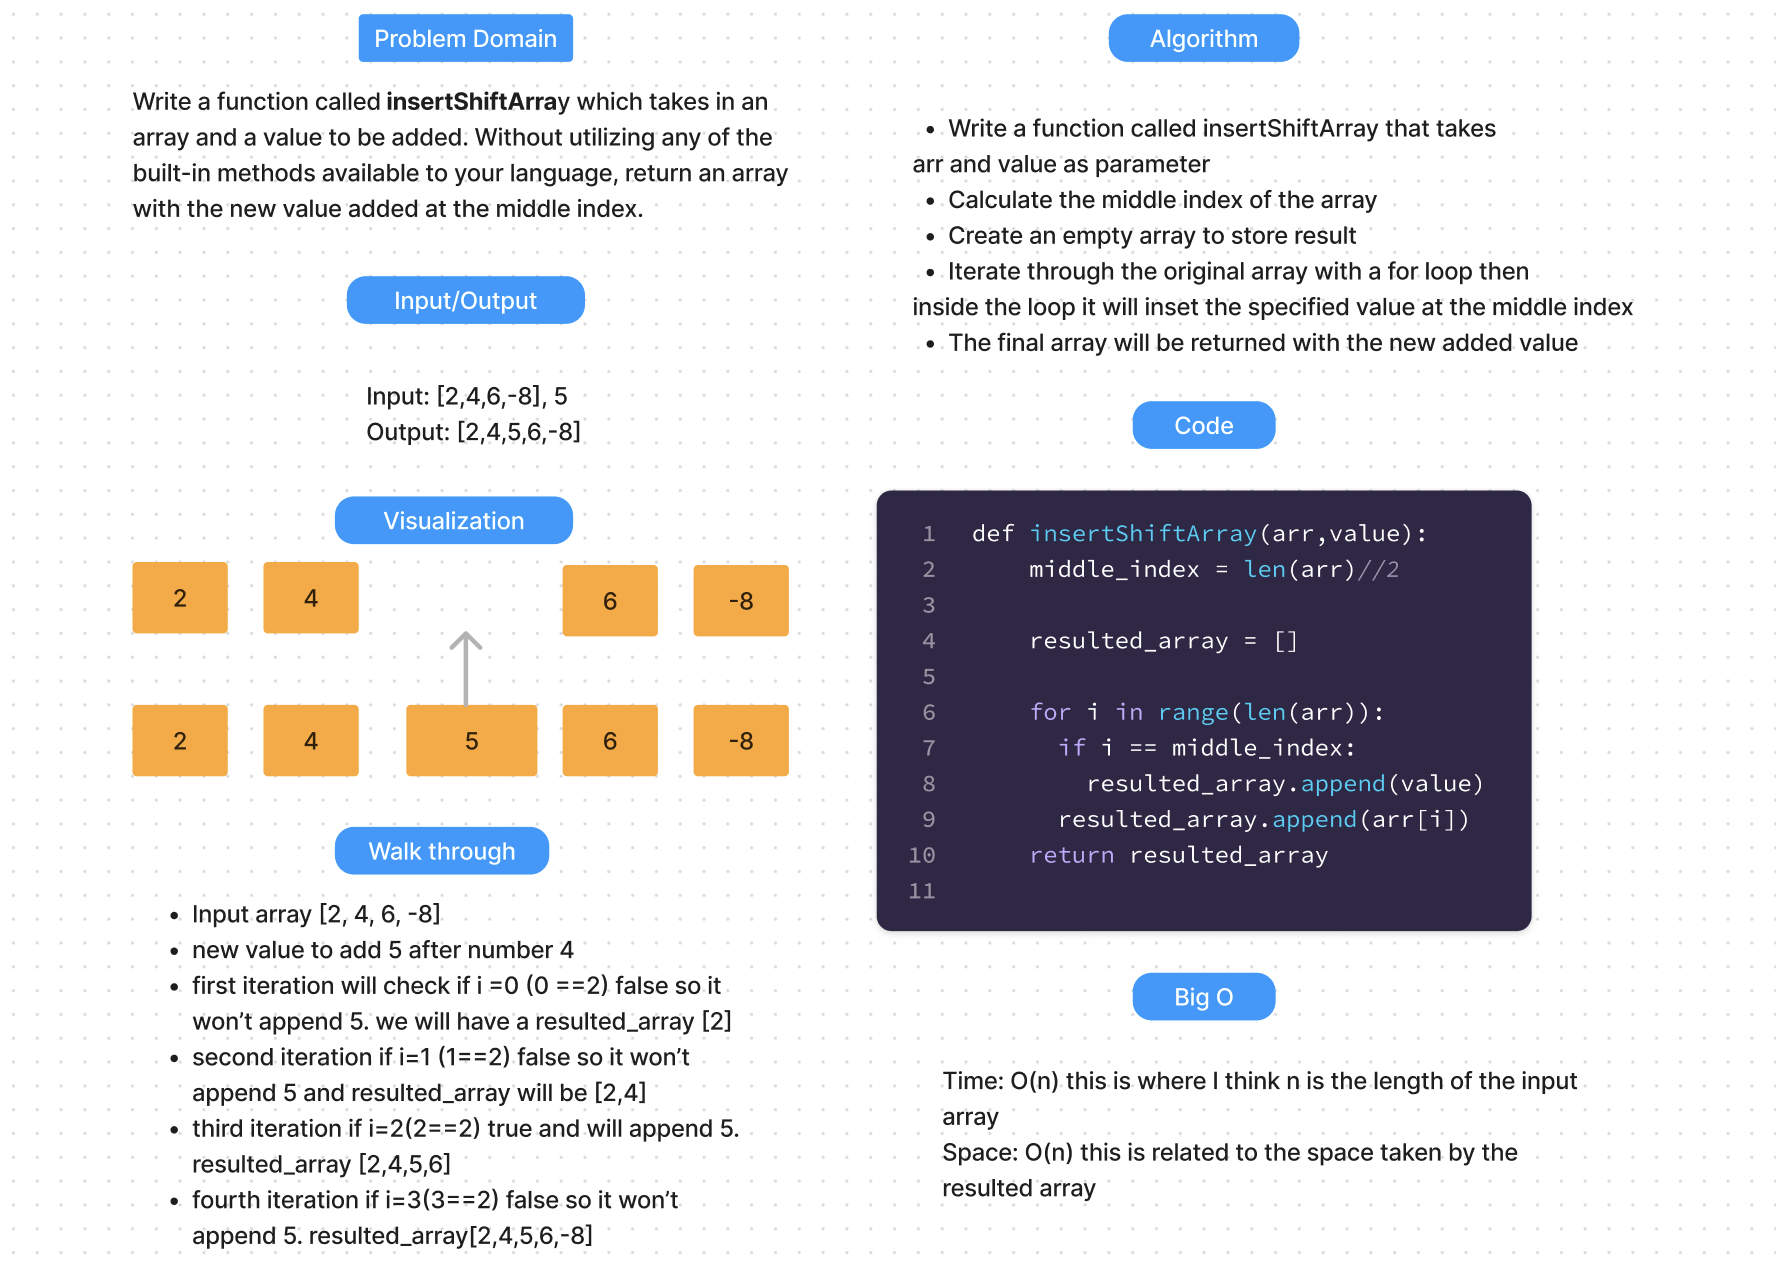 Problem Domain
Write a function called insertShiftArray which takes in an
array and a value to be added. Without utilizing any of the
built-in methods available to your language, return an array
with the new value added at the middle index.
Input/Output
Input: [2,4,6,-8], 5
Output: [2,4,5,6,-8]
Visualization
2 4 6 -8
2 4 5 6 -8
Walk through
• Input array [2, 4, 6, -8]
• new value to add 5 after number 4
• first iteration will check if i =0 (0 ==2) false so it
won’t append 5. we will have a resulted_array [2]
• second iteration if i=1 (1==2) false so it won’t
append 5 and resulted_array will be [2,4]
• third iteration if i=2(2==2) true and will append 5.
resulted_array [2,4,5,6]
• fourth iteration if i=3(3==2) false so it won’t
append 5. resulted_array[2,4,5,6,-8]
Algorithm
• Write a function called insertShiftArray that takes
arr and value as parameter
• Calculate the middle index of the array
• Create an empty array to store result
• Iterate through the original array with a for loop then
inside the loop it will inset the specified value at the middle index
• The final array will be returned with the new added value
Code
1 def insertShiftArray(arr,value):
2     middle_index = len(arr)//2
3
4     resulted_array = []
5
6     for i in range(len(arr)):
7       if i == middle_index:
8         resulted_array.append(value)
9       resulted_array.append(arr[i])
10     return resulted_array
11
Big O
Time: O(n) this is where I think n is the length of the input
array
Space: O(n) this is related to the space taken by the
resulted array